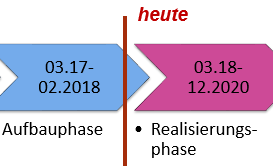 heute
03.17-
02.2018
03.18-
12.2020
Aufbauphase
• Realisierungs-
phase